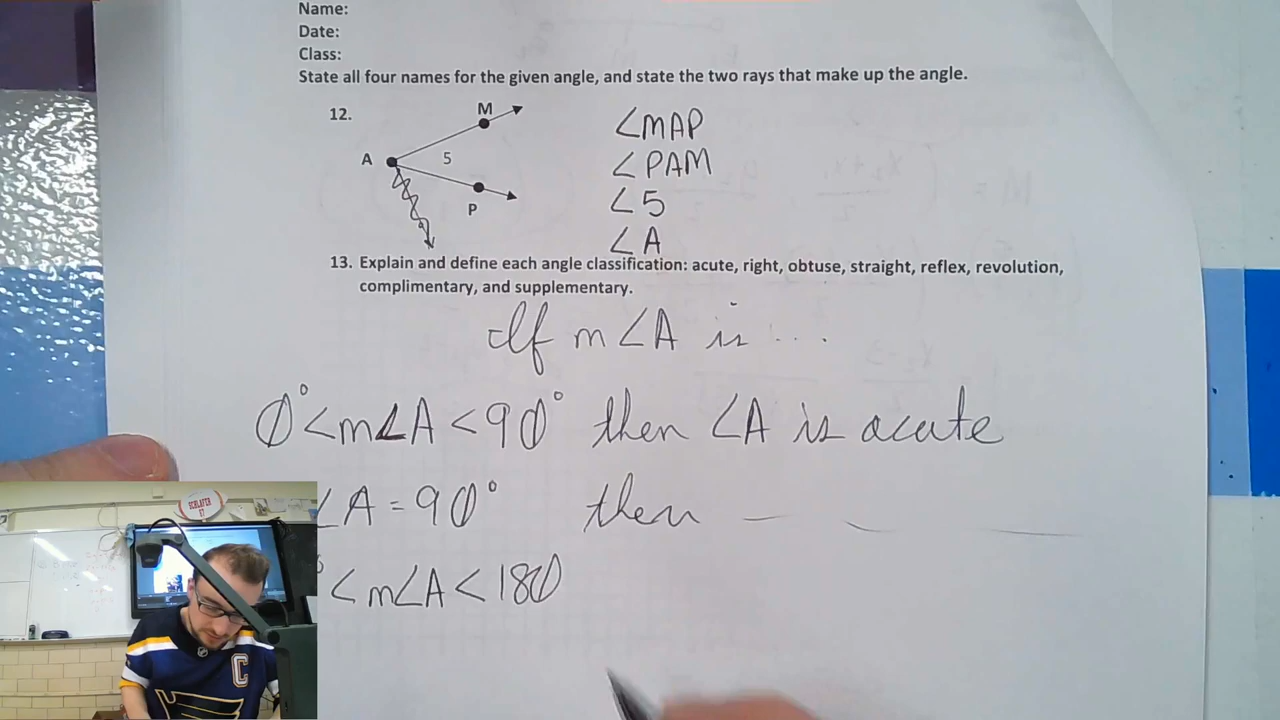 Name:
Date:
Class:
State all four names for the given angle, and state the two rays that make up the angle.
12.
M
A
5
P
∠MAP
∠PAM
∠5
∠A
13. Explain and define each angle classification: acute, right, obtuse, straight, reflex, revolution,
complimentary, and supplementary.
If m∠A is ...
0° < m∠A < 90° then ∠A is acute
∠A = 90° then
° < m∠A < 180
SCHLAFER
57
C